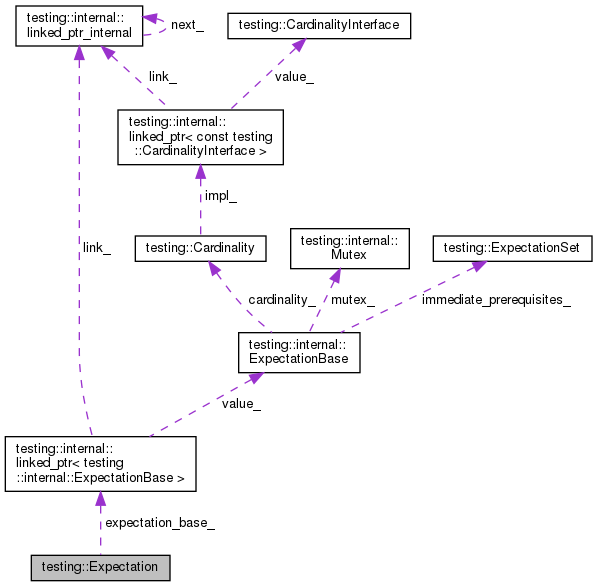 testing::internal::
linked_ptr_internal
next_
testing::CardinalityInterface
link_
value_
testing::internal::
linked_ptr< const testing
::CardinalityInterface >
impl_
testing::Cardinality
testing::internal::
Mutex
testing::ExpectationSet
link_
cardinality_
mutex_
immediate_prerequisites_
testing::internal::
ExpectationBase
value_
testing::internal::
linked_ptr< testing
::internal::ExpectationBase >
expectation_base_
testing::Expectation